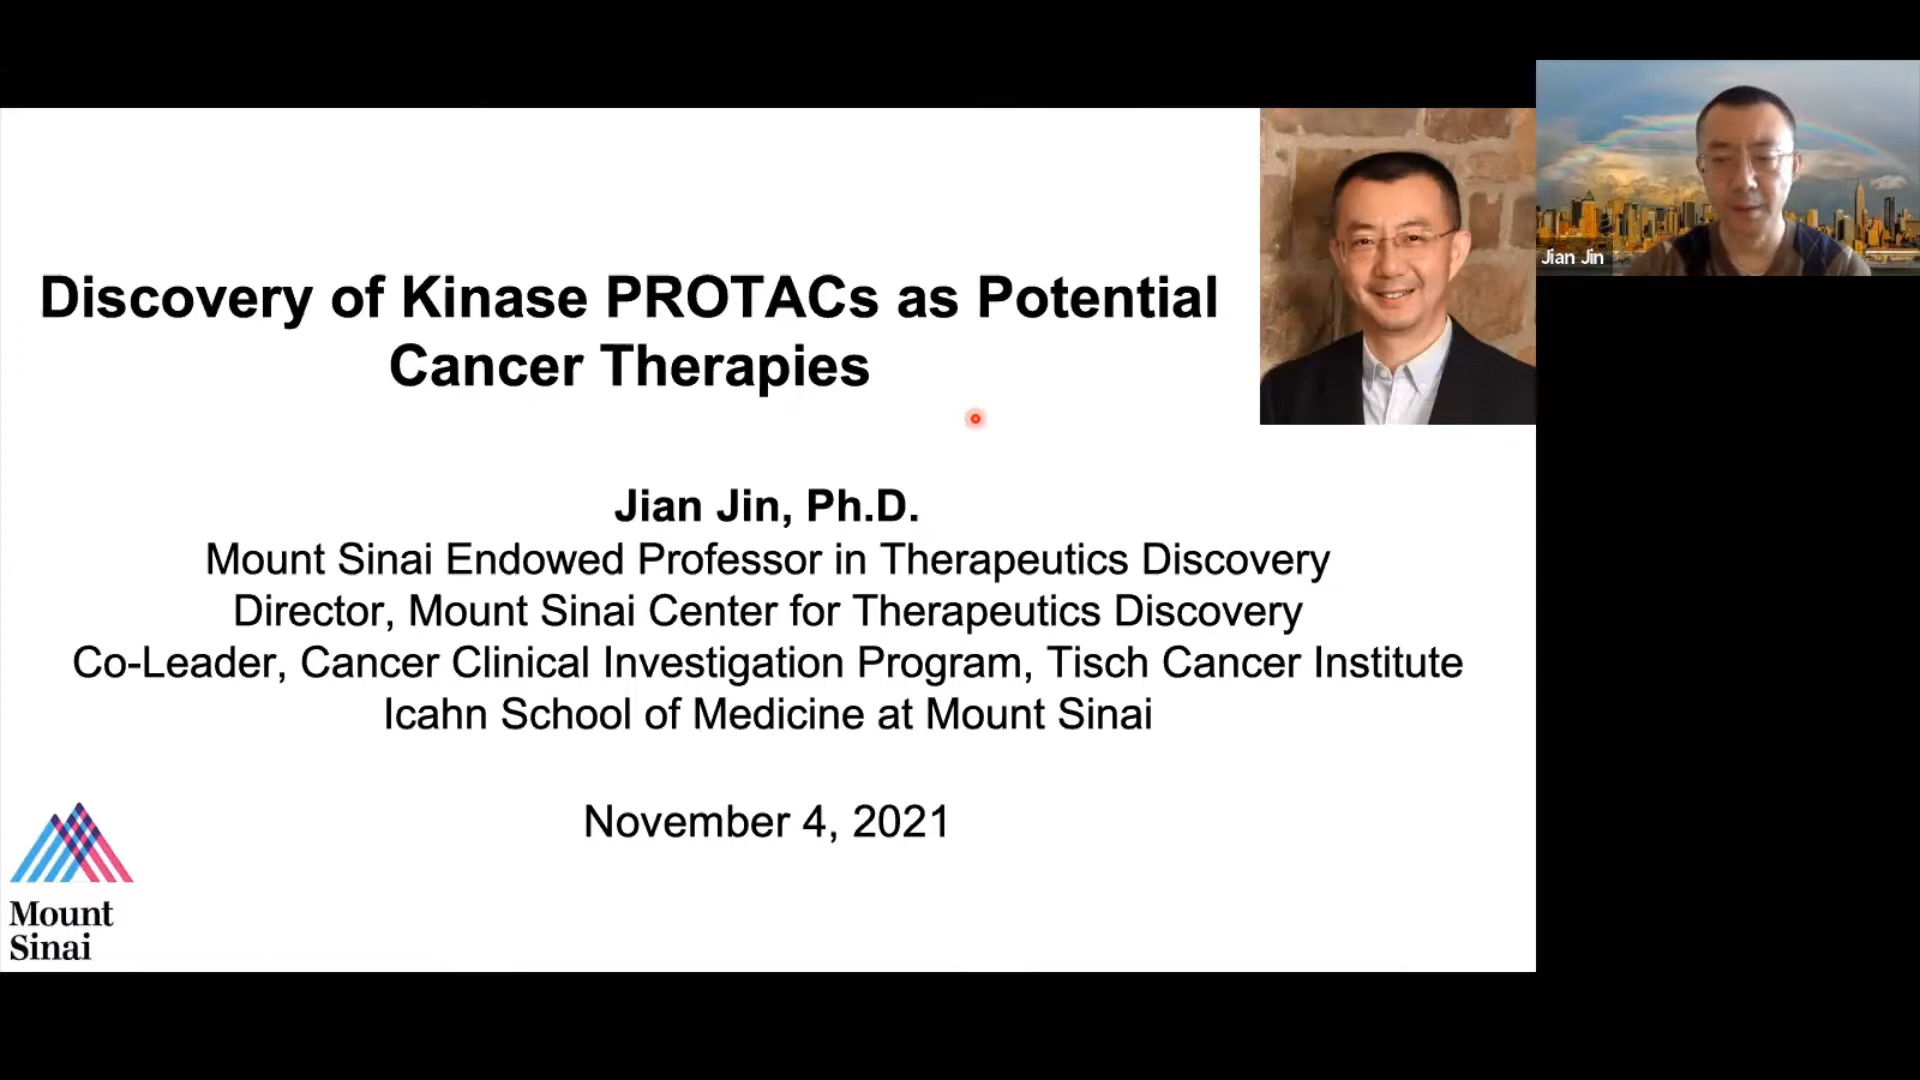 Discovery of Kinase PROTACs as Potential
Cancer Therapies
Jian Jin
Jian Jin, Ph.D.
Mount Sinai Endowed Professor in Therapeutics Discovery
Director, Mount Sinai Center for Therapeutics Discovery
Co-Leader, Cancer Clinical Investigation Program, Tisch Cancer Institute
Icahn School of Medicine at Mount Sinai
November 4, 2021
Mount
Sinai